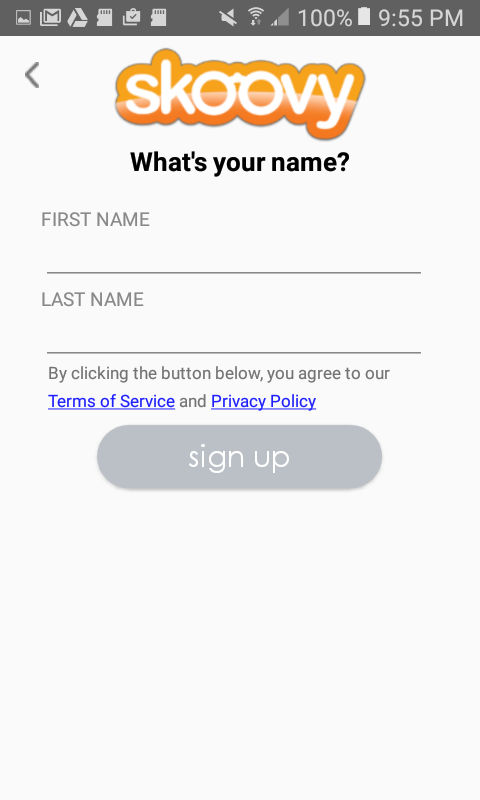 100% 9:55 PM
skoovy
What's your name?
FIRST NAME
LAST NAME
By clicking the button below, you agree to our
Terms of Service and Privacy Policy
sign up